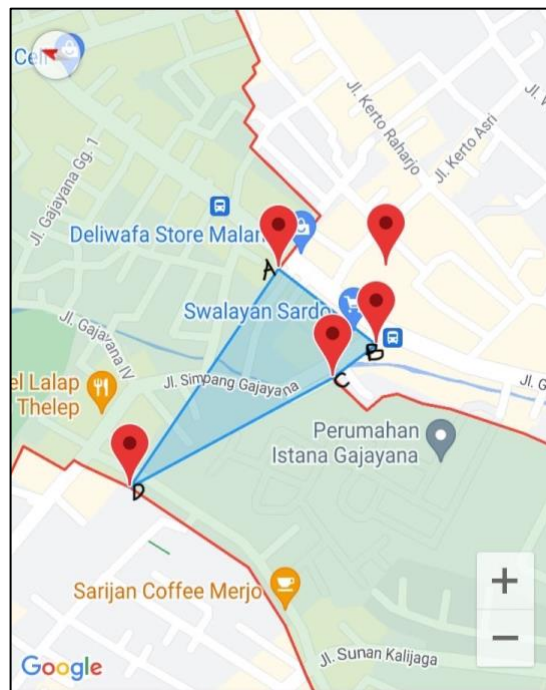 Cell
Jl. Kerto Raharjo
Jl. Kerto Asri
Jl. Gajayana Gg. 1
Deliwafa Store Malan
A
Swalayan Sardo
B
Jl. Gajayana IV
C
Jl. Simpang Gajayana
el Lalap
Thelep
Jl. G
Perumahan
Istana Gajayana
D
Sarijan Coffee Merjo
+
−
Jl. Sunan Kalijaga
Google